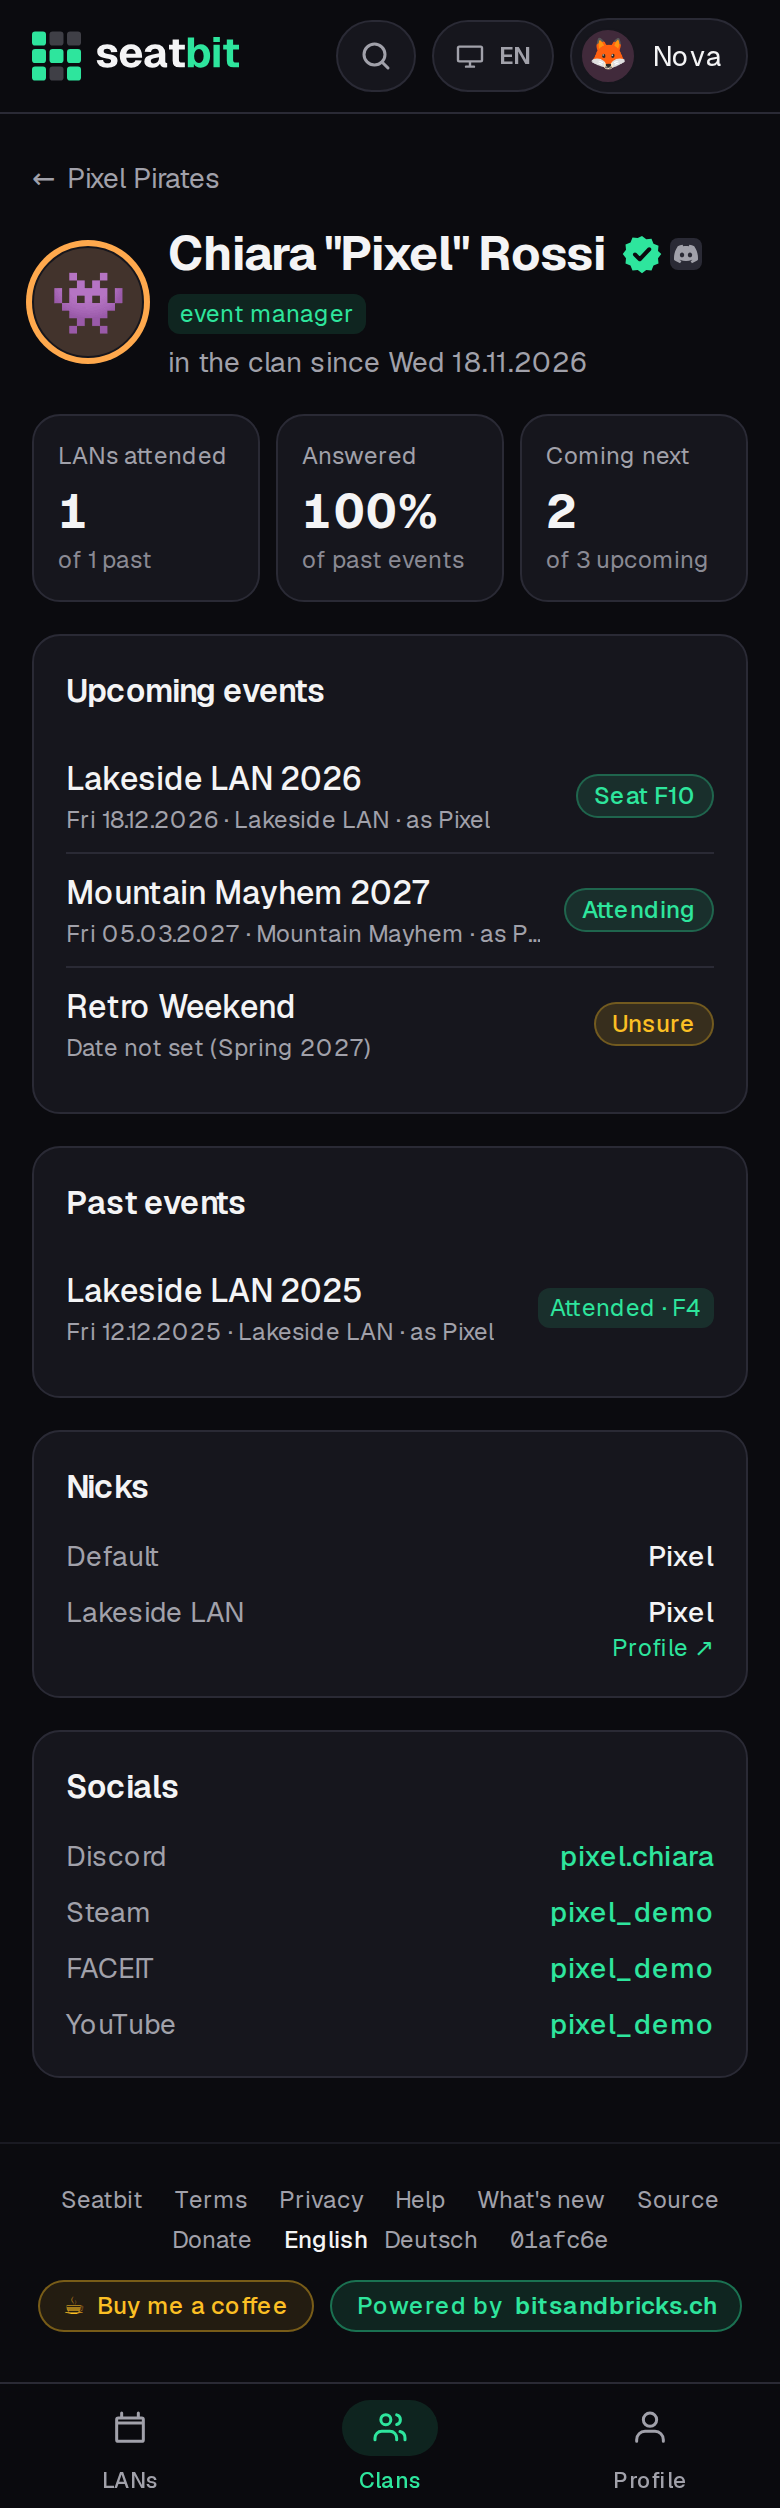 seatbit
EN
Nova
← Pixel Pirates
Chiara "Pixel" Rossi
event manager
in the clan since Wed 18.11.2026
LANs attended
1
of 1 past
Answered
100%
of past events
Coming next
2
of 3 upcoming
Upcoming events
Lakeside LAN 2026
Fri 18.12.2026 · Lakeside LAN · as Pixel
Seat F10
Mountain Mayhem 2027
Fri 05.03.2027 · Mountain Mayhem · as P…
Attending
Retro Weekend
Date not set (Spring 2027)
Unsure
Past events
Lakeside LAN 2025
Fri 12.12.2025 · Lakeside LAN · as Pixel
Attended · F4
Nicks
Default Pixel
Lakeside LAN Pixel
Profile ↗
Socials
Discord pixel.chiara
Steam pixel_demo
FACEIT pixel_demo
YouTube pixel_demo
Seatbit Terms Privacy Help What's new Source
Donate English Deutsch 01afc6e
Buy me a coffee
Powered by bitsandbricks.ch
LANs
Clans
Profile